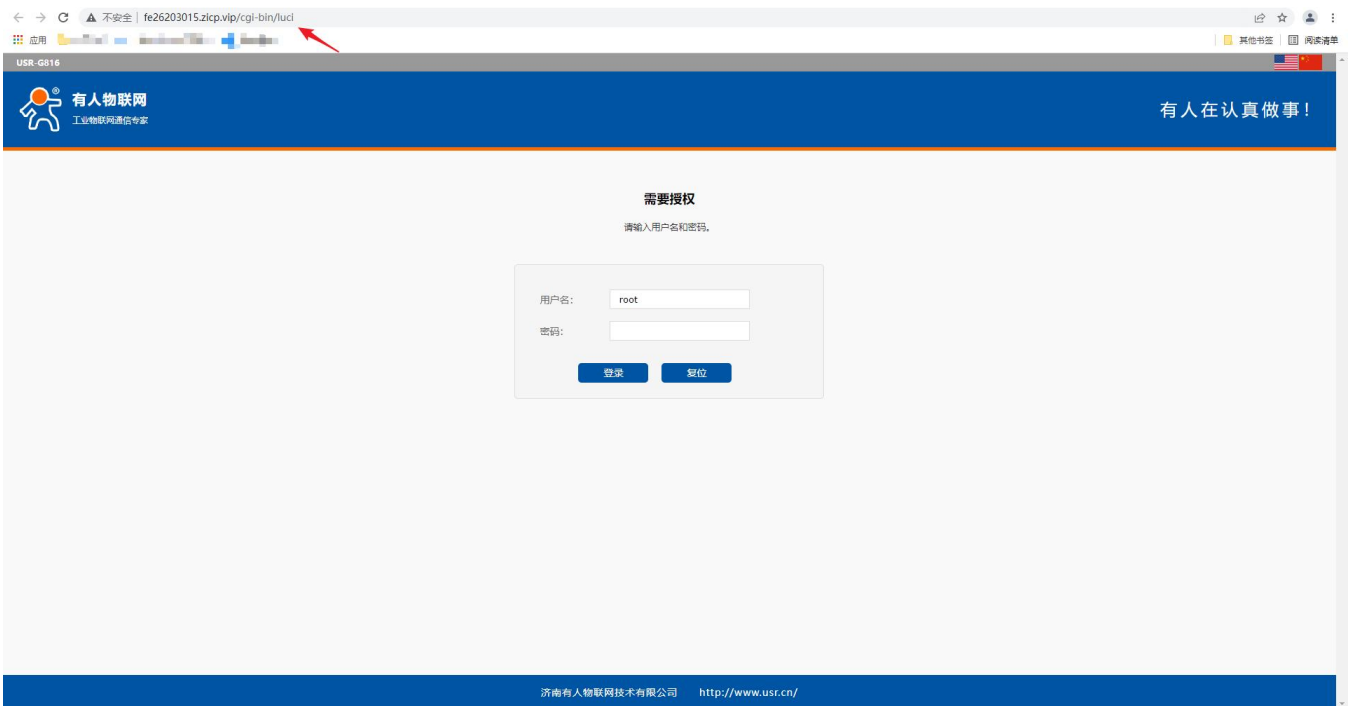 不安全 | fe26203015.zicp.vip/cgi-bin/luci
应用
其他书签
阅读清单
USR-G816
有人物联网
工业物联网通信专家
有人在认真做事!
需要授权
请输入用户名和密码。
用户名:
root
密码:
登录
复位
济南有人物联网技术有限公司 http://www.usr.cn/